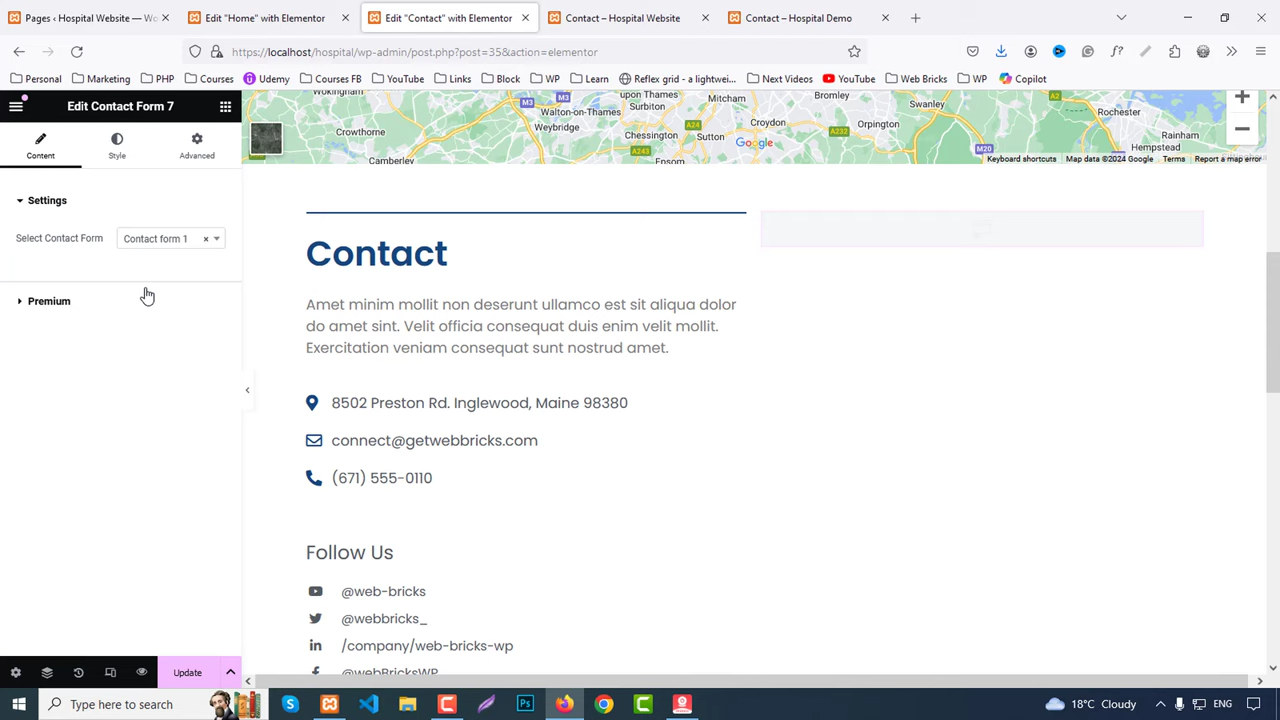 Pages ‹ Hospital Website — Wo
Edit "Home" with Elementor
Edit "Contact" with Elementor
Contact – Hospital Website
Contact – Hospital Demo
https://localhost/hospital/wp-admin/post.php?post=35&action=elementor
Personal
Marketing
PHP
Courses
Udemy
Courses FB
YouTube
Links
Block
WP
Learn
Reflex grid - a lightwei...
Next Videos
YouTube
Web Bricks
WP
Copilot
Edit Contact Form 7
Content
Style
Advanced
Settings
Select Contact Form
Contact form 1
Premium
Update
Wokingham
upon Thames
Mitcham
Bromley
Swanley
Rochester
M3
Walton-on-Thames
Surbiton
A2
Weybridge
Croydon
Orpington
Rainham
Crowthorne
Chessington
Sutton
A24
A232
M20
Hempstead
Camberley
Epsom
Google
Keyboard shortcuts
Map data ©2024 Google
Terms
Report a map error
Contact
Amet minim mollit non deserunt ullamco est sit aliqua dolor
do amet sint. Velit officia consequat duis enim velit mollit.
Exercitation veniam consequat sunt nostrud amet.
8502 Preston Rd. Inglewood, Maine 98380
connect@getwebbricks.com
(671) 555-0110
Follow Us
@web-bricks
@webbricks_
/company/web-bricks-wp
@webBricksWP
Type here to search
18°C Cloudy
ENG